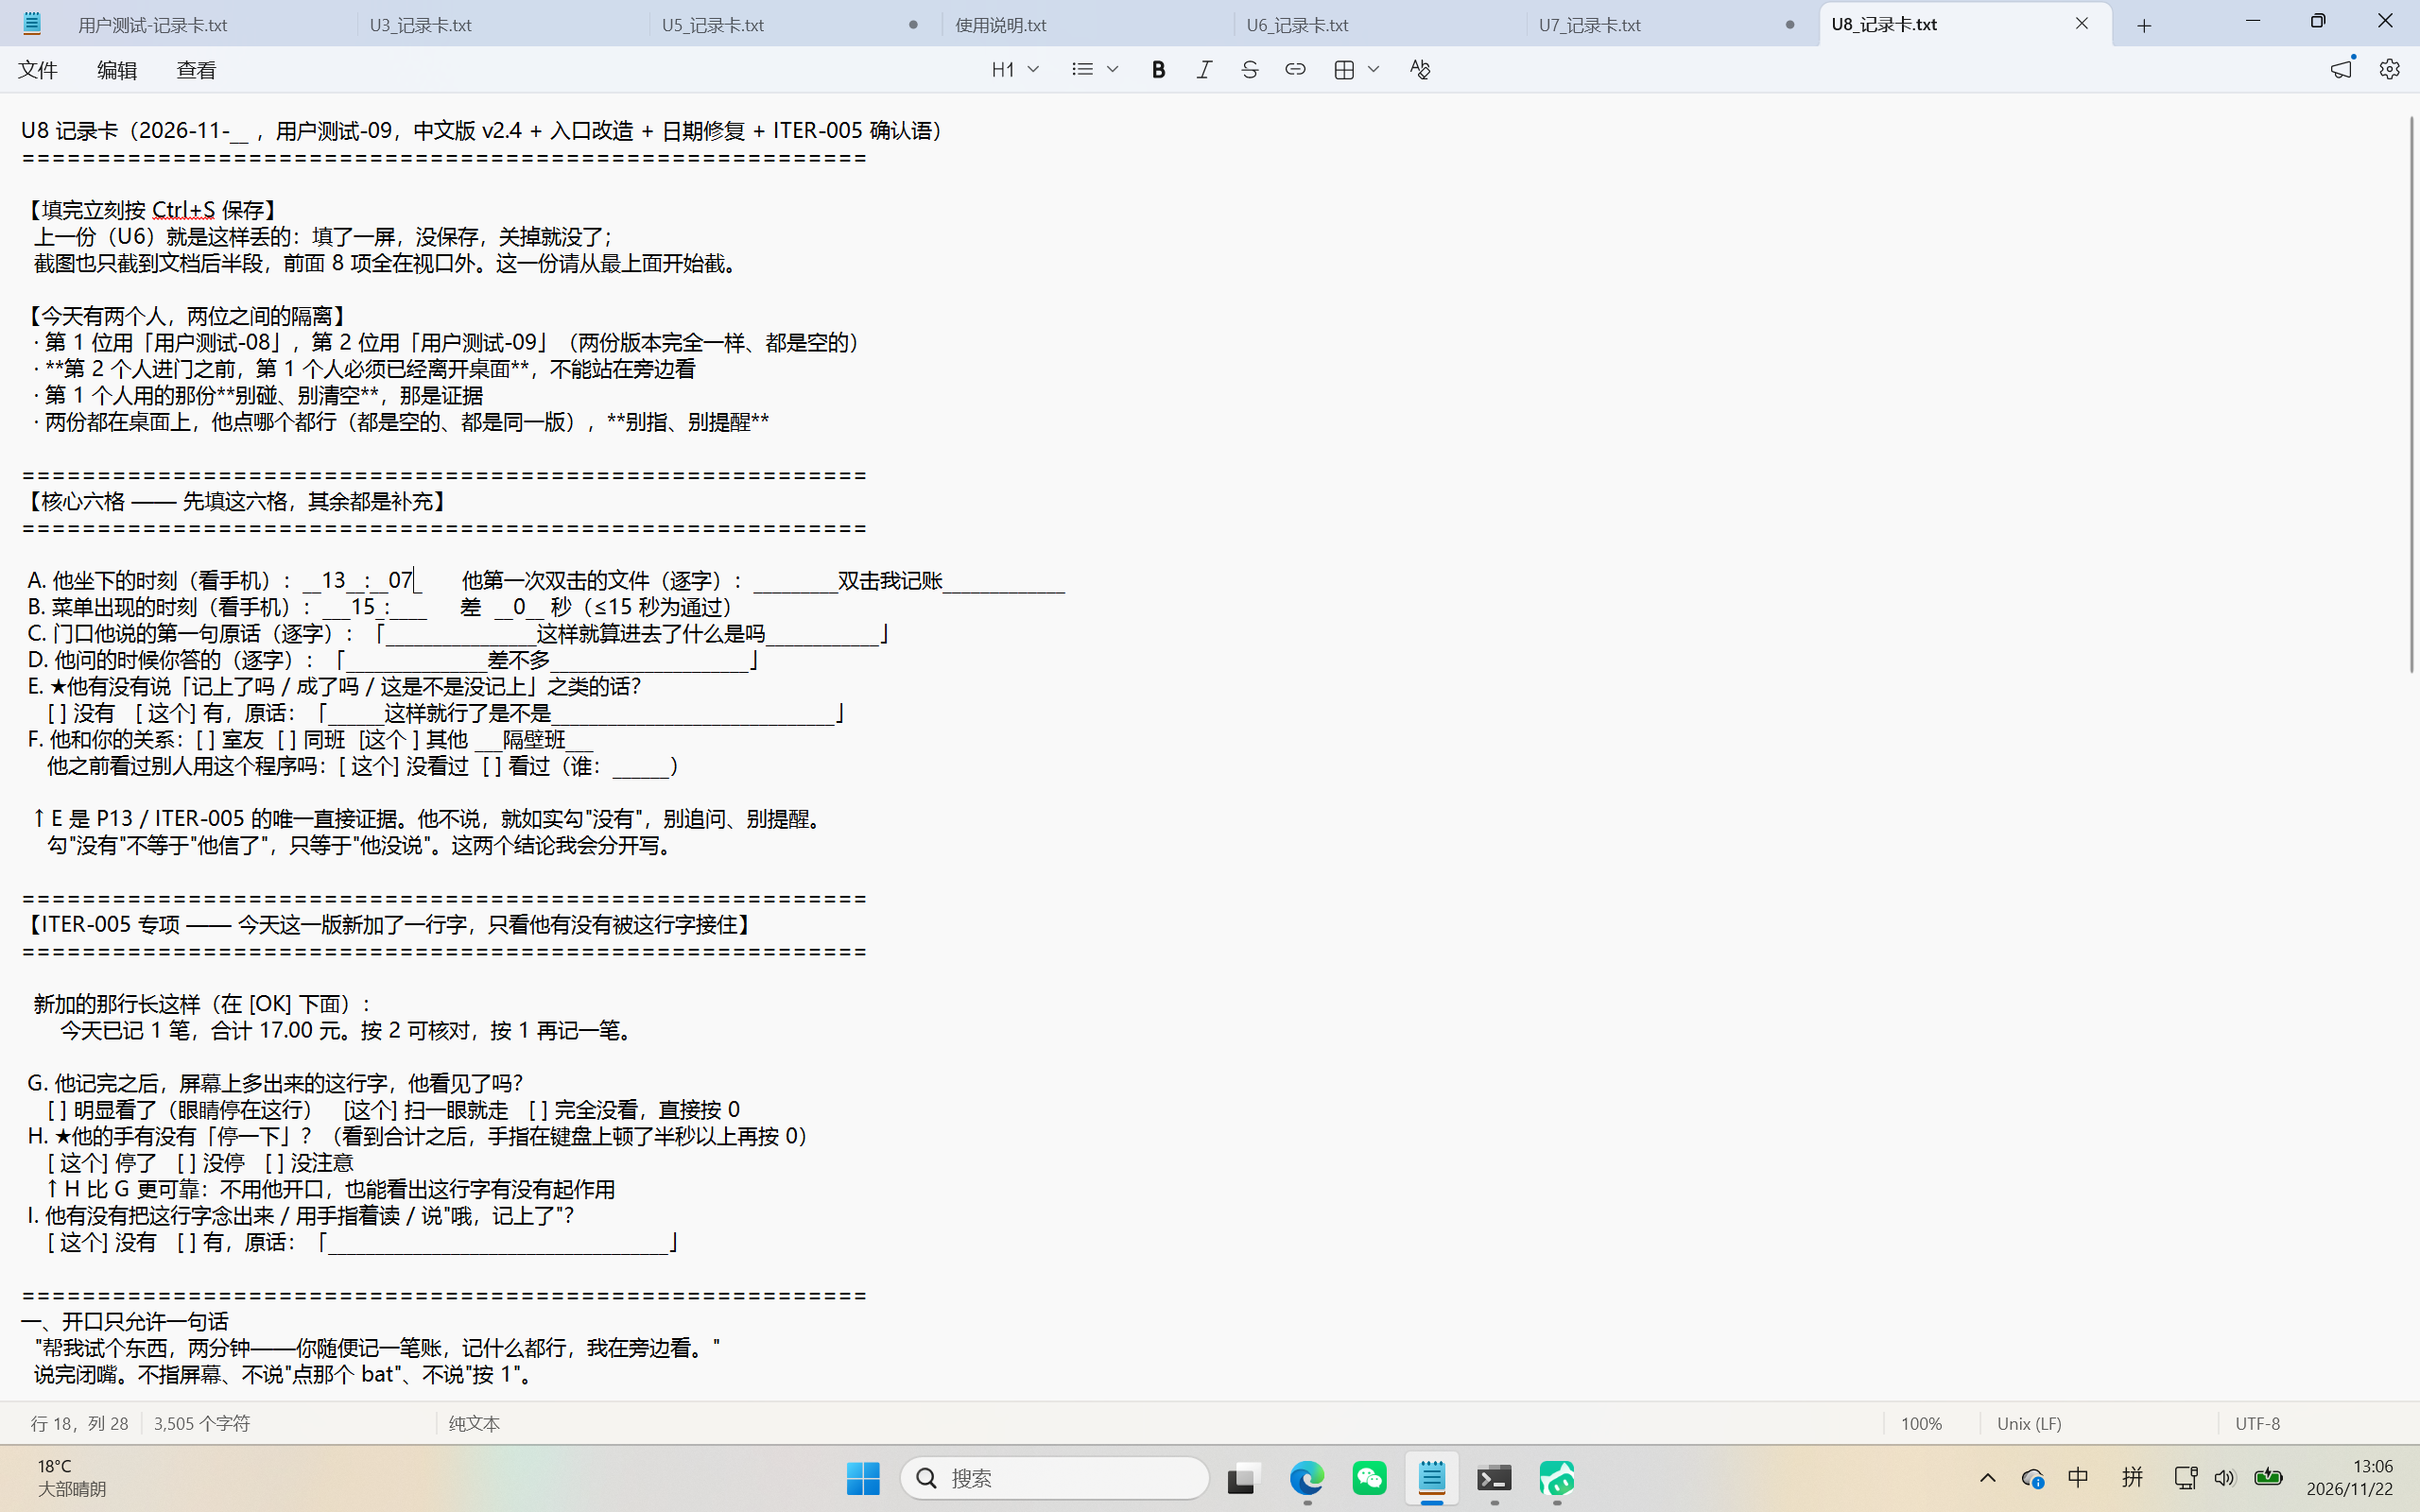 用户测试-记录卡.txt
U3_记录卡.txt
U5_记录卡.txt
使用说明.txt
U6_记录卡.txt
U7_记录卡.txt
U8_记录卡.txt
文件 编辑 查看
H1
U8 记录卡（2026-11-__ ，用户测试-09，中文版 v2.4 + 入口改造 + 日期修复 + ITER-005 确认语）
========================================================
【填完立刻按 Ctrl+S 保存】
上一份（U6）就是这样丢的：填了一屏，没保存，关掉就没了；
截图也只截到文档后半段，前面 8 项全在视口外。这一份请从最上面开始截。
【今天有两个人，两位之间的隔离】
· 第 1 位用「用户测试-08」，第 2 位用「用户测试-09」（两份版本完全一样、都是空的）
· **第 2 个人进门之前，第 1 个人必须已经离开桌面**，不能站在旁边看
· 第 1 个人用的那份**别碰、别清空**，那是证据
· 两份都在桌面上，他点哪个都行（都是空的、都是同一版），**别指、别提醒**
========================================================
【核心六格 —— 先填这六格，其余都是补充】
========================================================
A. 他坐下的时刻（看手机）：__13__:__07_ 他第一次双击的文件（逐字）：_________双击我记账_____________
B. 菜单出现的时刻（看手机）：___15_:____ 差 __0__ 秒（≤15 秒为通过）
C. 门口他说的第一句原话（逐字）：「________________这样就算进去了什么是吗____________」
D. 他问的时候你答的（逐字）：「_______________差不多_____________________」
E. ★他有没有说「记上了吗 / 成了吗 / 这是不是没记上」之类的话？
[ ] 没有 [ 这个] 有，原话：「______这样就行了是不是______________________________」
F. 他和你的关系：[ ] 室友 [ ] 同班 [这个 ] 其他 ___隔壁班___
他之前看过别人用这个程序吗：[ 这个] 没看过 [ ] 看过（谁：______）
↑ E 是 P13 / ITER-005 的唯一直接证据。他不说，就如实勾"没有"，别追问、别提醒。
勾"没有"不等于"他信了"，只等于"他没说"。这两个结论我会分开写。
========================================================
【ITER-005 专项 —— 今天这一版新加了一行字，只看他有没有被这行字接住】
========================================================
新加的那行长这样（在 [OK] 下面）：
今天已记 1 笔，合计 17.00 元。按 2 可核对，按 1 再记一笔。
G. 他记完之后，屏幕上多出来的这行字，他看见了吗？
[ ] 明显看了（眼睛停在这行） [这个] 扫一眼就走 [ ] 完全没看，直接按 0
H. ★他的手有没有「停一下」？（看到合计之后，手指在键盘上顿了半秒以上再按 0）
[ 这个] 停了 [ ] 没停 [ ] 没注意
↑ H 比 G 更可靠：不用他开口，也能看出这行字有没有起作用
I. 他有没有把这行字念出来 / 用手指着读 / 说"哦，记上了"？
[ 这个] 没有 [ ] 有，原话：「____________________________________」
========================================================
一、开口只允许一句话
"帮我试个东西，两分钟——你随便记一笔账，记什么都行，我在旁边看。"
说完闭嘴。不指屏幕、不说"点那个 bat"、不说"按 1"。
行 18，列 28 3,505 个字符 纯文本 100% Unix (LF) UTF-8
18°C
大部晴朗
搜索
中 拼
13:06
2026/11/22